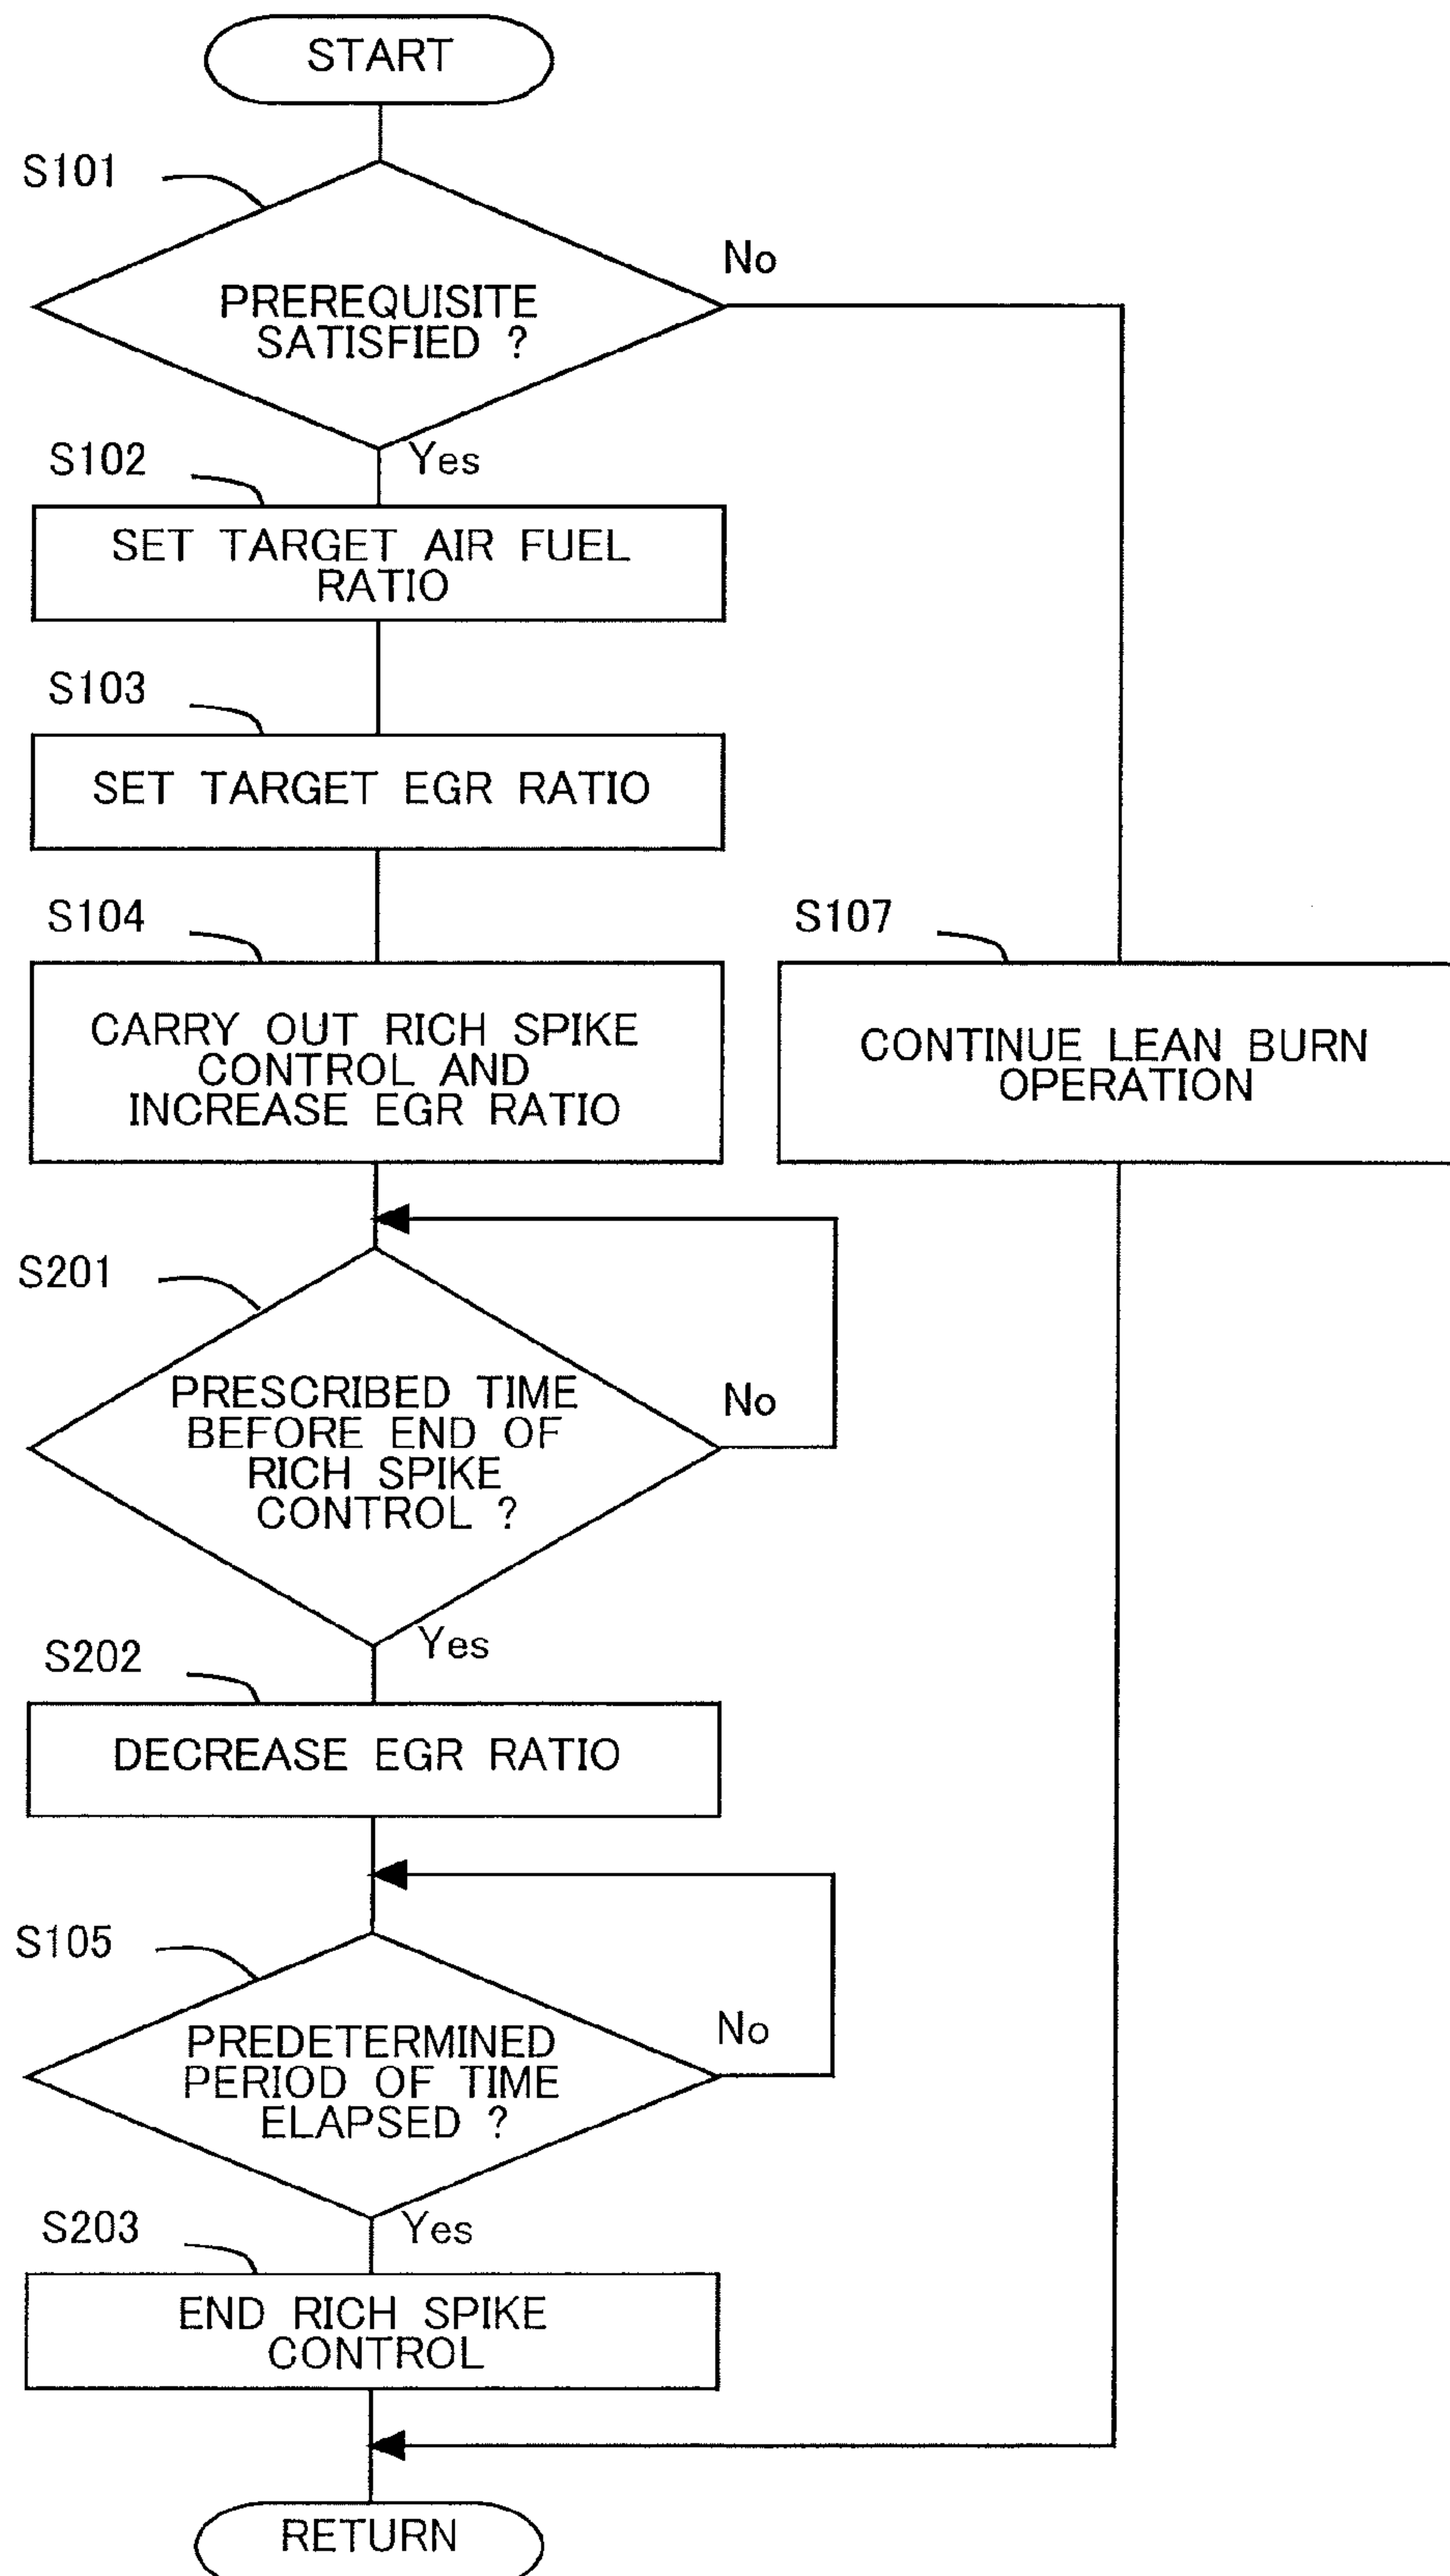 START
S101
No
PREREQUISITE
SATISFIED ?
Yes
S102
SET TARGET AIR FUEL
RATIO
S103
SET TARGET EGR RATIO
S104
CARRY OUT RICH SPIKE
CONTROL AND
INCREASE EGR RATIO
S107
CONTINUE LEAN BURN
OPERATION
S201
PRESCRIBED TIME
BEFORE END OF
RICH SPIKE
CONTROL ?
No
Yes
S202
DECREASE EGR RATIO
S105
PREDETERMINED
PERIOD OF TIME
ELAPSED ?
No
Yes
S203
END RICH SPIKE
CONTROL
RETURN